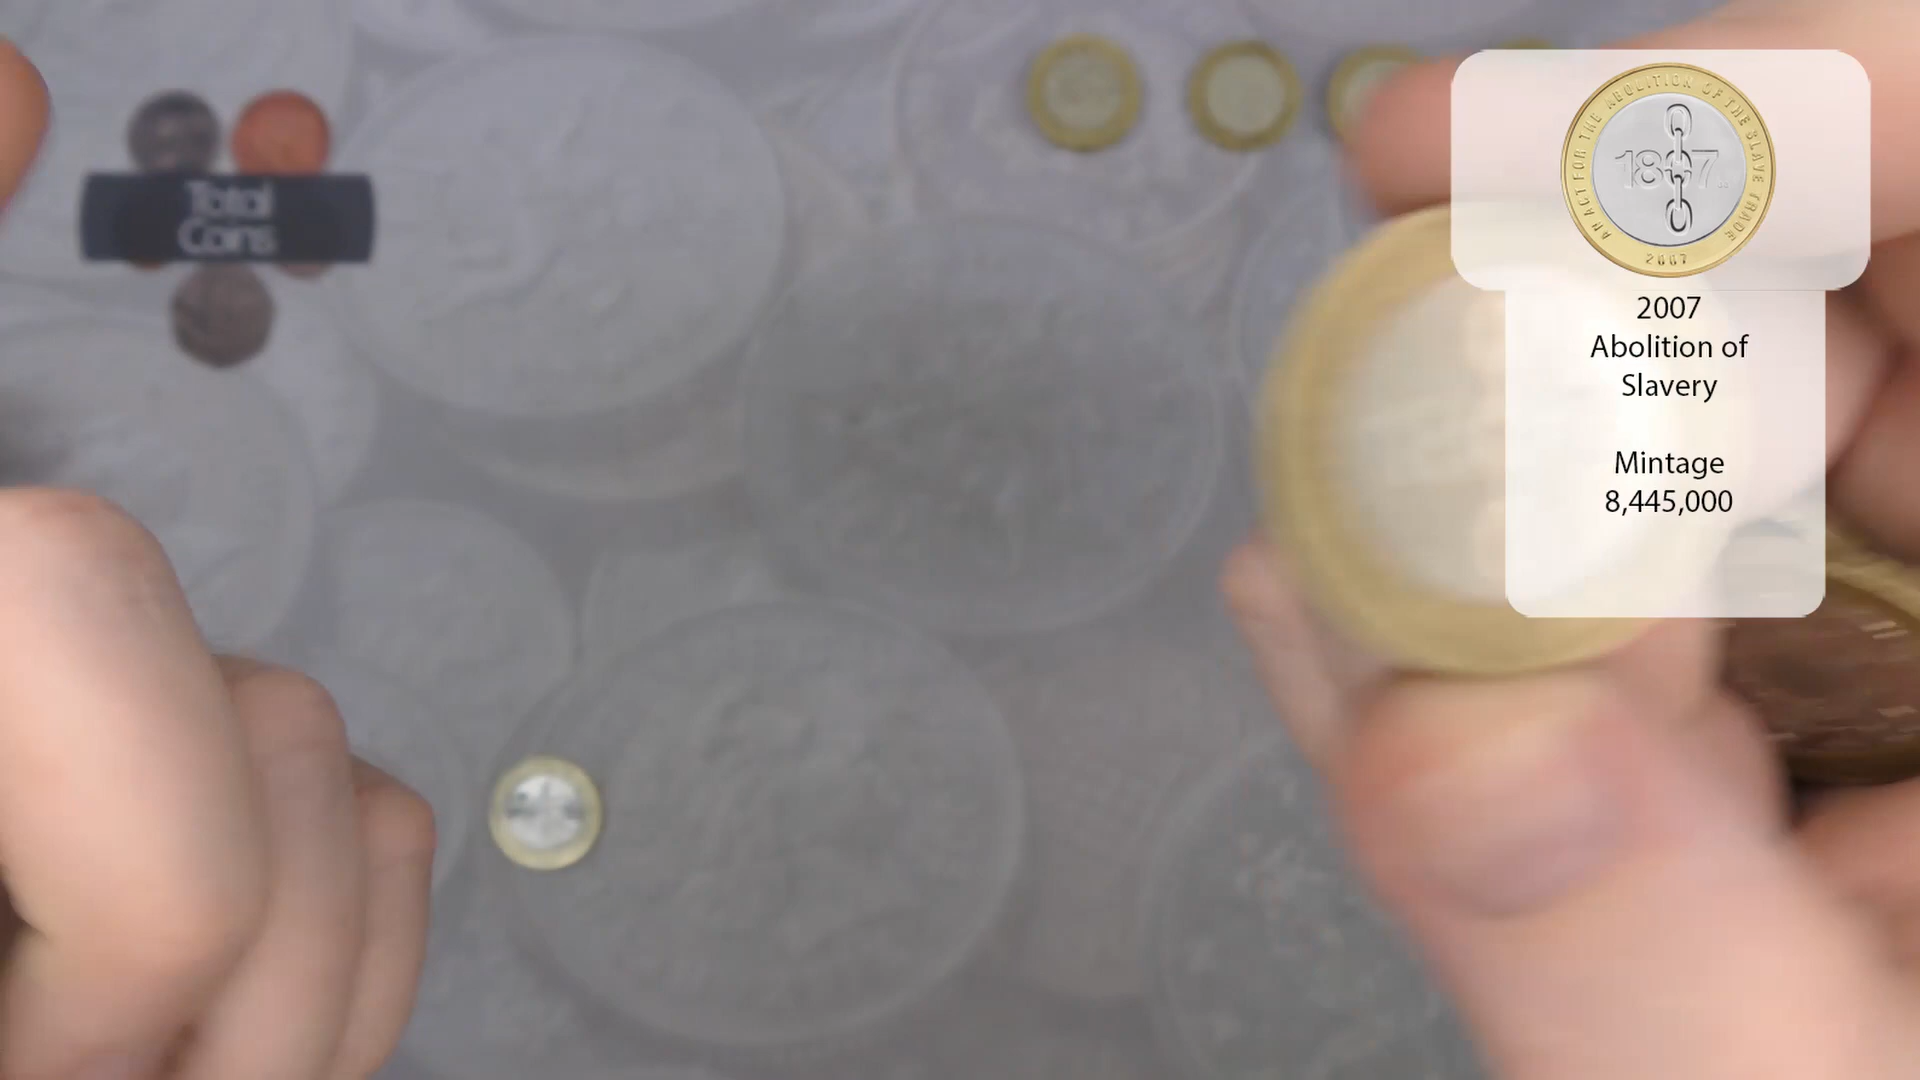 Total
Coins
AN ACT FOR THE ABOLITION OF THE SLAVE TRADE
1807
2007
2007
Abolition of
Slavery
Mintage
8,445,000